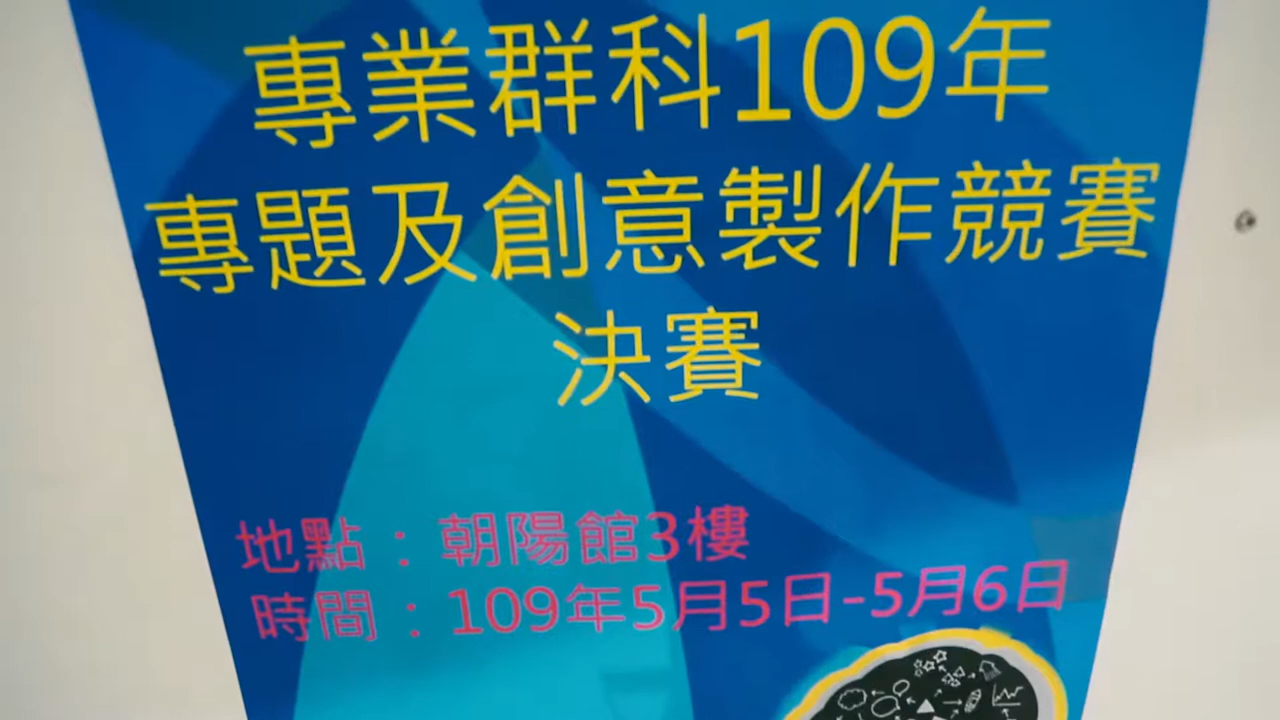 專業群科109年
專題及創意製作競賽
決賽
地點：朝陽館3樓
時間：109年5月5日-5月6日